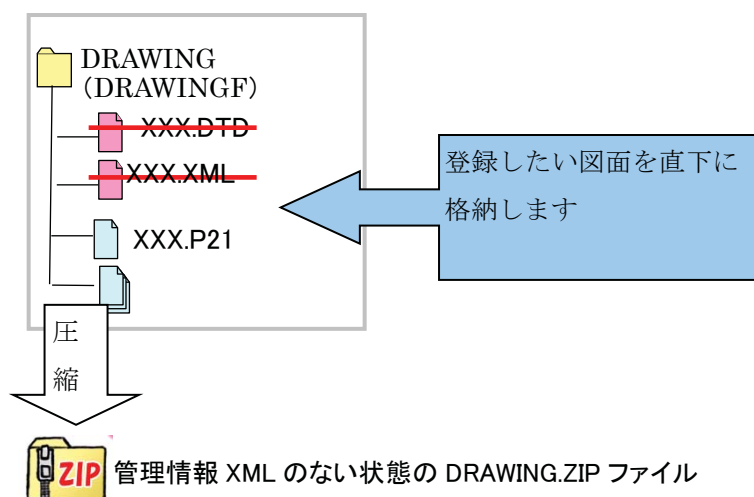 DRAWING
（DRAWINGF）
XXX.DTD
XXX.XML
XXX.P21
登録したい図面を直下に
格納します
圧
縮
ZIP 管理情報 XML のない状態の DRAWING.ZIP ファイル